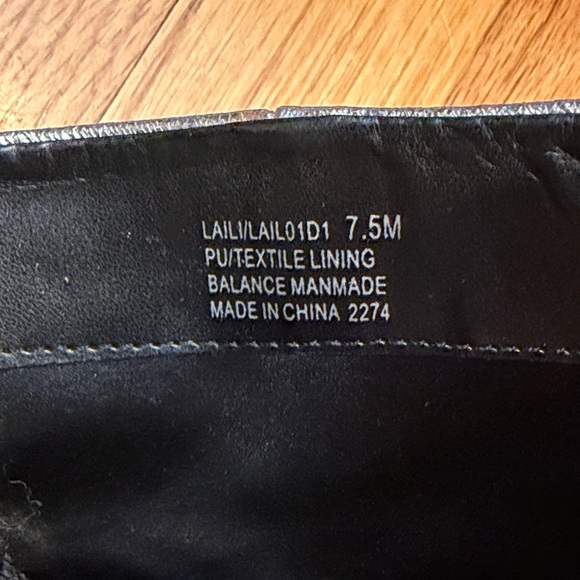 LAILI/LAIL01D1 7.5M
PU/TEXTILE LINING
BALANCE MANMADE
MADE IN CHINA 2274